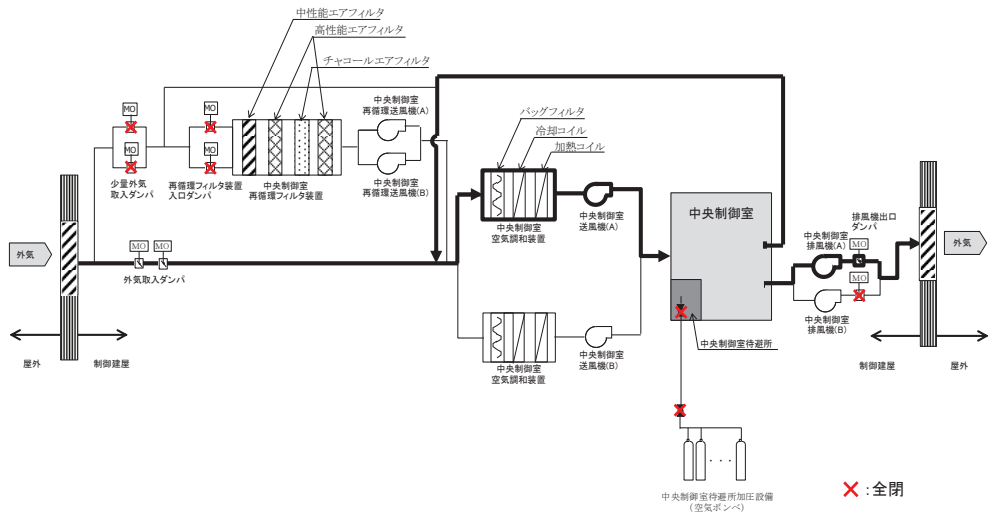 中性能エアフィルタ
高性能エアフィルタ
チャコールエアフィルタ
MO
MO
MO
MO
少量外気
取入ダンパ
再循環フィルタ装置
入口ダンパ
中央制御室
再循環フィルタ装置
中央制御室
再循環送風機(A)
中央制御室
再循環送風機(B)
バッグフィルタ
冷却コイル
加熱コイル
中央制御室
空気調和装置
中央制御室
送風機(A)
中央制御室
空気調和装置
中央制御室
送風機(B)
外気
MO
MO
外気取入ダンパ
屋外
制御建屋
中央制御室
中央制御室待避所
中央制御室
排風機(A)
排風機出口
ダンパ
MO
MO
中央制御室
排風機(B)
外気
制御建屋
屋外
・・・
中央制御室待避所加圧設備
(空気ボンベ)
:全閉